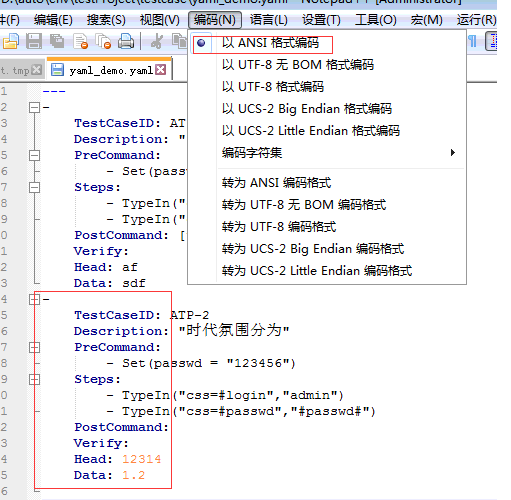 D:\auto\env\testProject\testcase\yaml_demo.yaml - Notepad++ [Administrator]
件(F) 编辑(E) 搜索(S) 视图(V) 编码(N) 语言(L) 设置(T) 工具(O) 宏(M) 运行(R)
以 ANSI 格式编码
以 UTF-8 无 BOM 格式编码
以 UTF-8 格式编码
以 UCS-2 Big Endian 格式编码
以 UCS-2 Little Endian 格式编码
编码字符集
转为 ANSI 编码格式
转为 UTF-8 无 BOM 编码格式
转为 UTF-8 编码格式
转为 UCS-2 Big Endian 编码格式
转为 UCS-2 Little Endian 编码格式
t.tmp yaml_demo.yaml
1 ---
2 -
3 TestCaseID: AT
4 Description: "
5 PreCommand:
6 - Set(passw
7 Steps:
8 - TypeIn("
9 - TypeIn("
0 PostCommand: [
1 Verify:
2 Head: af
3 Data: sdf
4 -
5 TestCaseID: ATP-2
6 Description: "时代氛围分为"
7 PreCommand:
8 - Set(passwd = "123456")
9 Steps:
0 - TypeIn("css=#login","admin")
1 - TypeIn("css=#passwd","#passwd#")
2 PostCommand:
3 Verify:
4 Head: 12314
5 Data: 1.2
6